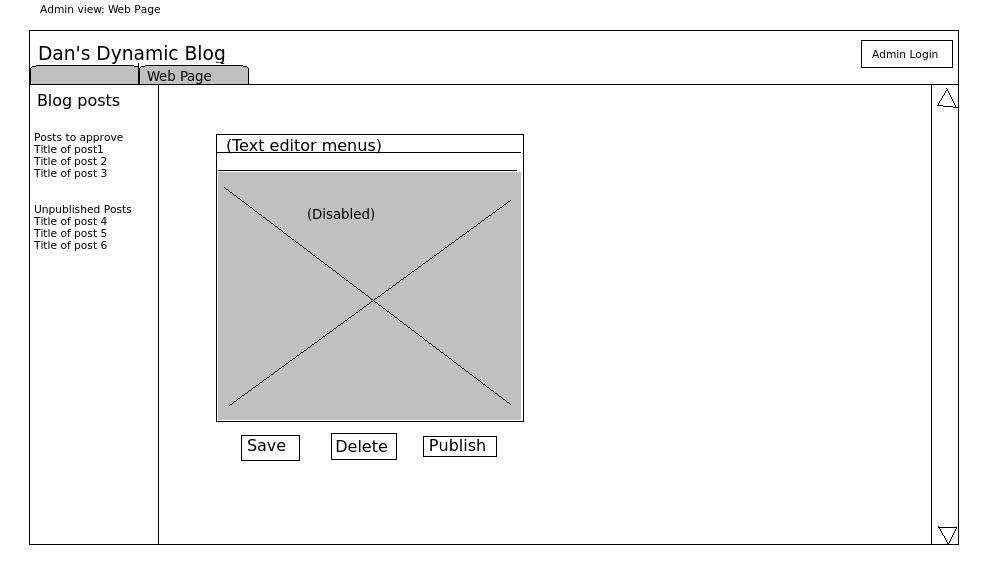 Admin view: Web Page
Dan's Dynamic Blog
Admin Login
Web Page
Blog posts
Posts to approve
Title of post1
Title of post 2
Title of post 3
Unpublished Posts
Title of post 4
Title of post 5
Title of post 6
(Text editor menus)
(Disabled)
Save
Delete
Publish